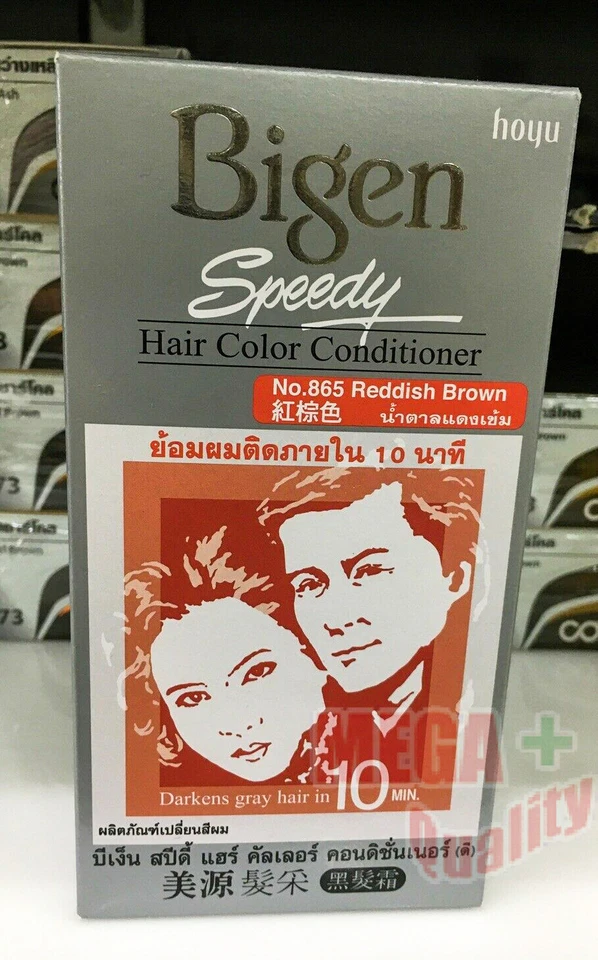 hoyu
Bigen
Speedy
Hair Color Conditioner
No.865 Reddish Brown
紅棕色 น้ำตาลแดงเข้ม
ย้อมผมติดภายใน 10 นาที
Darkens gray hair in 10 MIN.
ผลิตภัณฑ์เปลี่ยนสีผม
บีเง็น สปีดี้ แฮร์ คัลเลอร์ คอนดิชั่นเนอร์ (ดี)
美源髮采 黑髮霜
MEGA +
Quality
73
73
CO